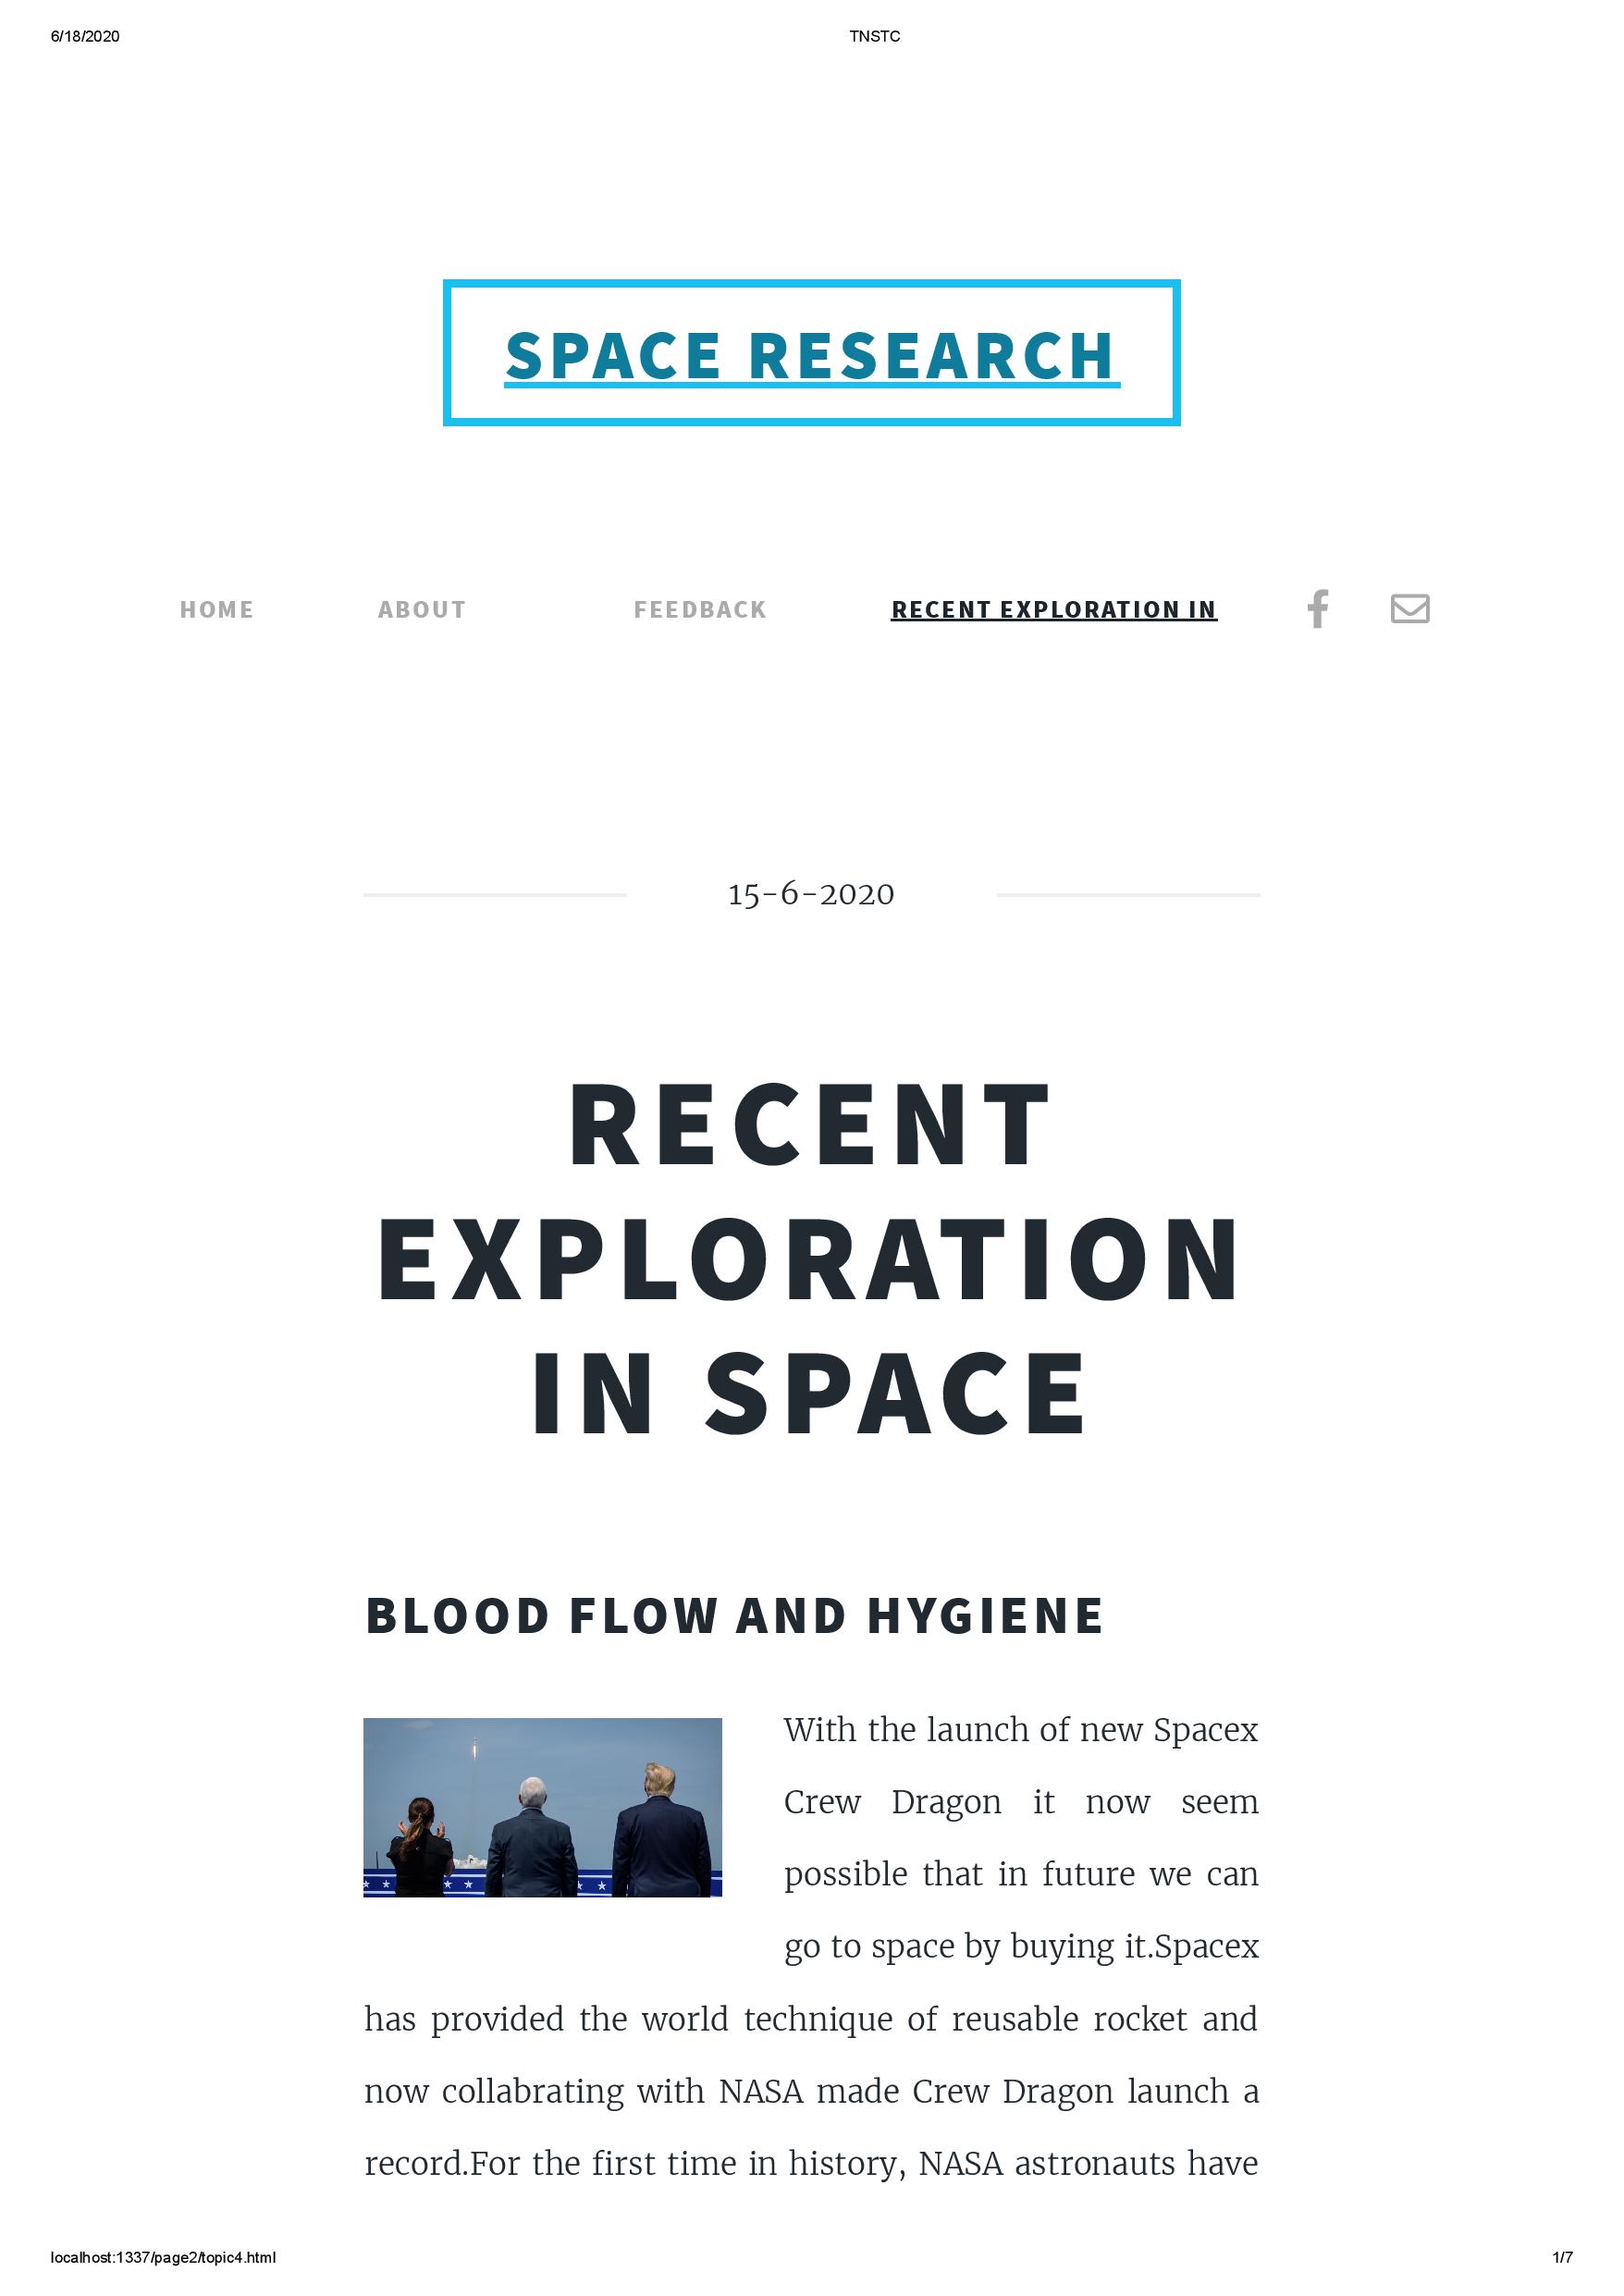 6/18/2020 TNSTC
SPACE RESEARCH
HOME ABOUT FEEDBACK RECENT EXPLORATION IN
15-6-2020
RECENT
EXPLORATION
IN SPACE
BLOOD FLOW AND HYGIENE
With the launch of new Spacex
Crew Dragon it now seem
possible that in future we can
go to space by buying it.Spacex
has provided the world technique of reusable rocket and
now collabrating with NASA made Crew Dragon launch a
record.For the first time in history, NASA astronauts have
localhost:1337/page2/topic4.html 1/7